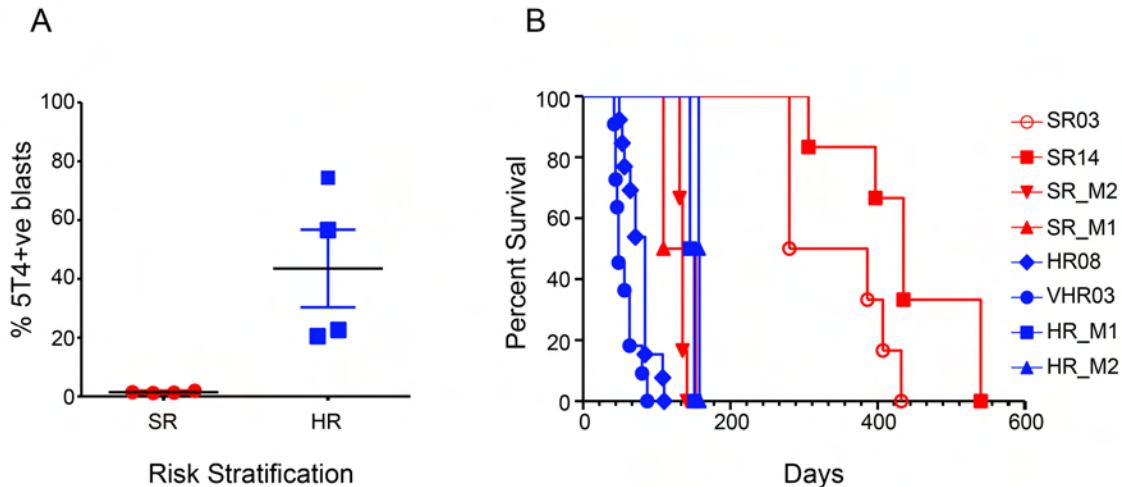 A
% 5T4+ve blasts
100
80
60
40
20
0
SR
HR
Risk Stratification
B
Percent Survival
100
80
60
40
20
0
0
200
400
600
Days
SR03
SR14
SR_M2
SR_M1
HR08
VHR03
HR_M1
HR_M2